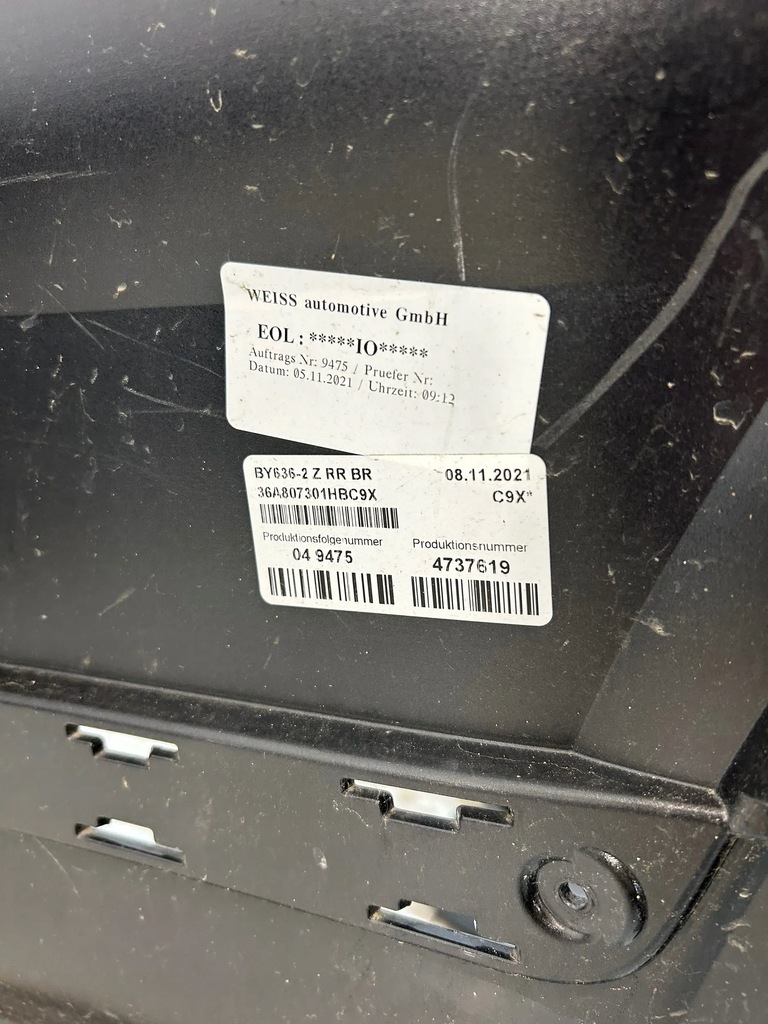 WEISS automotive GmbH
EOL : *****IO*****
Auftrags Nr: 9475 / Pruefer Nr:
Datum: 05.11.2021 / Uhrzeit: 09:12
BY636-2 Z RR BR 08.11.2021
36A807301HBC9X C9X*
Produktionsfolgenummer Produktionsnummer
04 9475 4737619